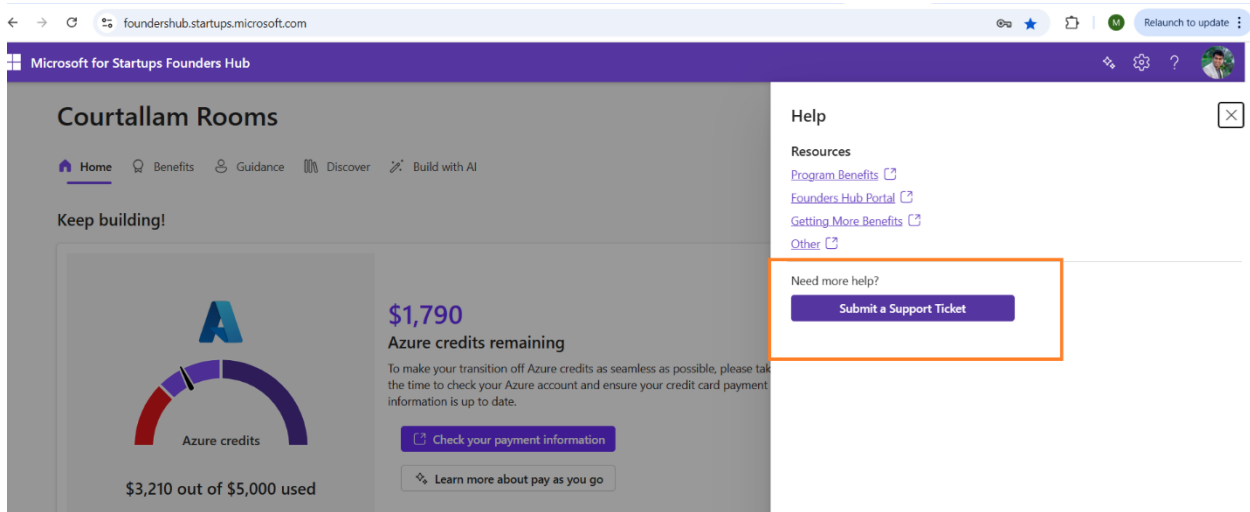 foundershub.startups.microsoft.com
M
Relaunch to update
Microsoft for Startups Founders Hub
?
Courtallam Rooms
Home
Benefits
Guidance
Discover
Build with AI
Keep building!
Azure credits
$3,210 out of $5,000 used
$1,790
Azure credits remaining
To make your transition off Azure credits as seamless as possible, please tak
the time to check your Azure account and ensure your credit card payment
information is up to date.
Check your payment information
Learn more about pay as you go
Help
Resources
Program Benefits
Founders Hub Portal
Getting More Benefits
Other
Need more help?
Submit a Support Ticket